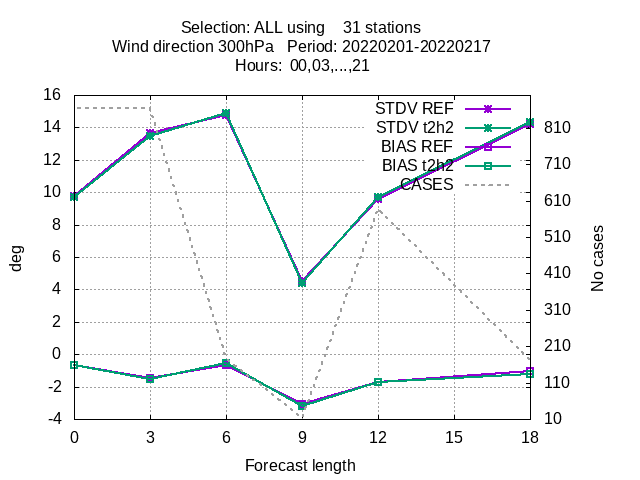 Selection: ALL using    31 stations
Wind direction 300hPa   Period: 20220201-20220217
Hours:  00,03,...,21
STDV REF
STDV t2h2
BIAS REF
BIAS t2h2
CASES
16
14
12
10
8
6
4
2
0
-2
-4
deg
810
710
610
510
410
310
210
110
10
No cases
0 3 6 9 12 15 18
Forecast length